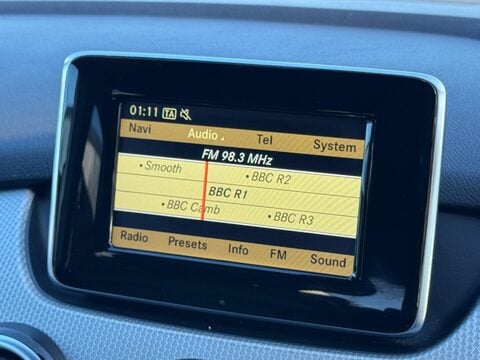 01:11 TA
Navi Audio Tel System
FM 98.3 MHz
•Smooth •BBC R2
BBC R1
•BBC Camb •BBC R3
Radio Presets Info FM Sound